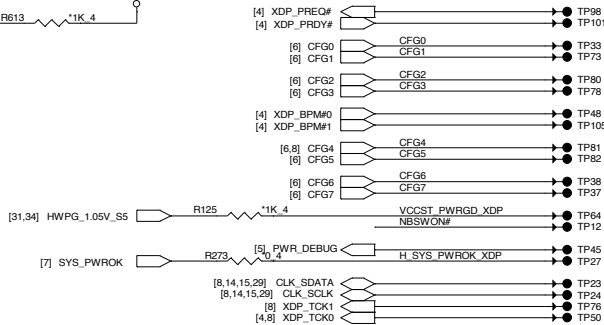 [4] XDP_PREQ# TP98
R613 *1K_4 [4] XDP_PRDY# TP101
[6] CFG0 CFG0 TP33
[6] CFG1 CFG1 TP73
[6] CFG2 CFG2 TP80
[6] CFG3 CFG3 TP78
[4] XDP_BPM#0 TP48
[4] XDP_BPM#1 TP105
[6,8] CFG4 CFG4 TP81
[6] CFG5 CFG5 TP82
[6] CFG6 CFG6 TP38
[6] CFG7 CFG7 TP37
[31,34] HWPG_1.05V_S5 R125 *1K_4 VCCST_PWRGD_XDP TP64
NBSWON# TP12
[5] PWR_DEBUG TP45
[7] SYS_PWROK R273 *0_4 H_SYS_PWROK_XDP TP27
[8,14,15,29] CLK_SDATA TP23
[8,14,15,29] CLK_SCLK TP24
[8] XDP_TCK1 TP76
[4,8] XDP_TCK0 TP50